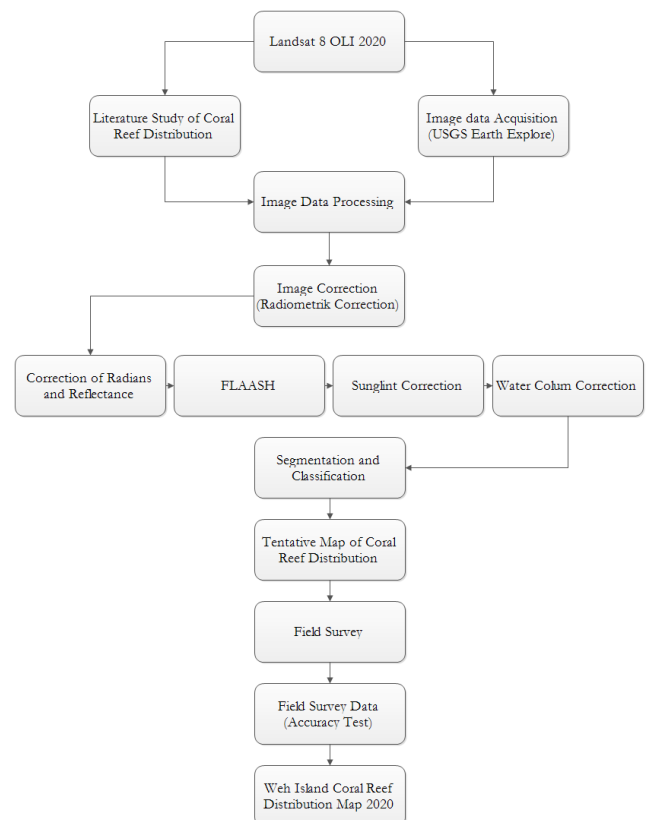 Landsat 8 OLI 2020
Literature Study of Coral
Reef Distribution
Image data Acquisition
(USGS Earth Explore)
Image Data Processing
Image Correction
(Radiometrik Correction)
Correction of Radians
and Reflectance
FLAASH
Sunglint Correction
Water Colum Correction
Segmentation and
Classification
Tentative Map of Coral
Reef Distribution
Field Survey
Field Survey Data
(Accuracy Test)
Weh Island Coral Reef
Distribution Map 2020